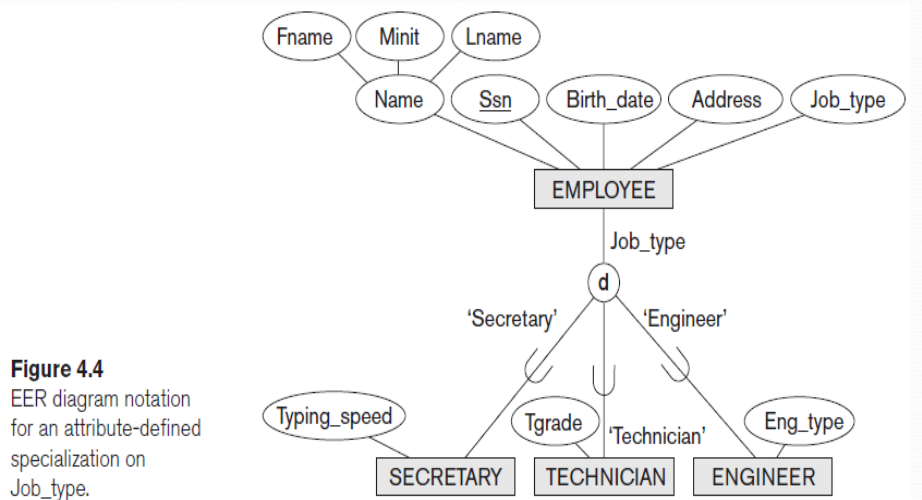 Fname Minit Lname
Name Ssn Birth_date Address Job_type
EMPLOYEE
Job_type
d
‘Secretary’ ‘Engineer’
Figure 4.4
EER diagram notation
for an attribute-defined
specialization on
Job_type.
Typing_speed Tgrade ‘Technician’ Eng_type
SECRETARY TECHNICIAN ENGINEER